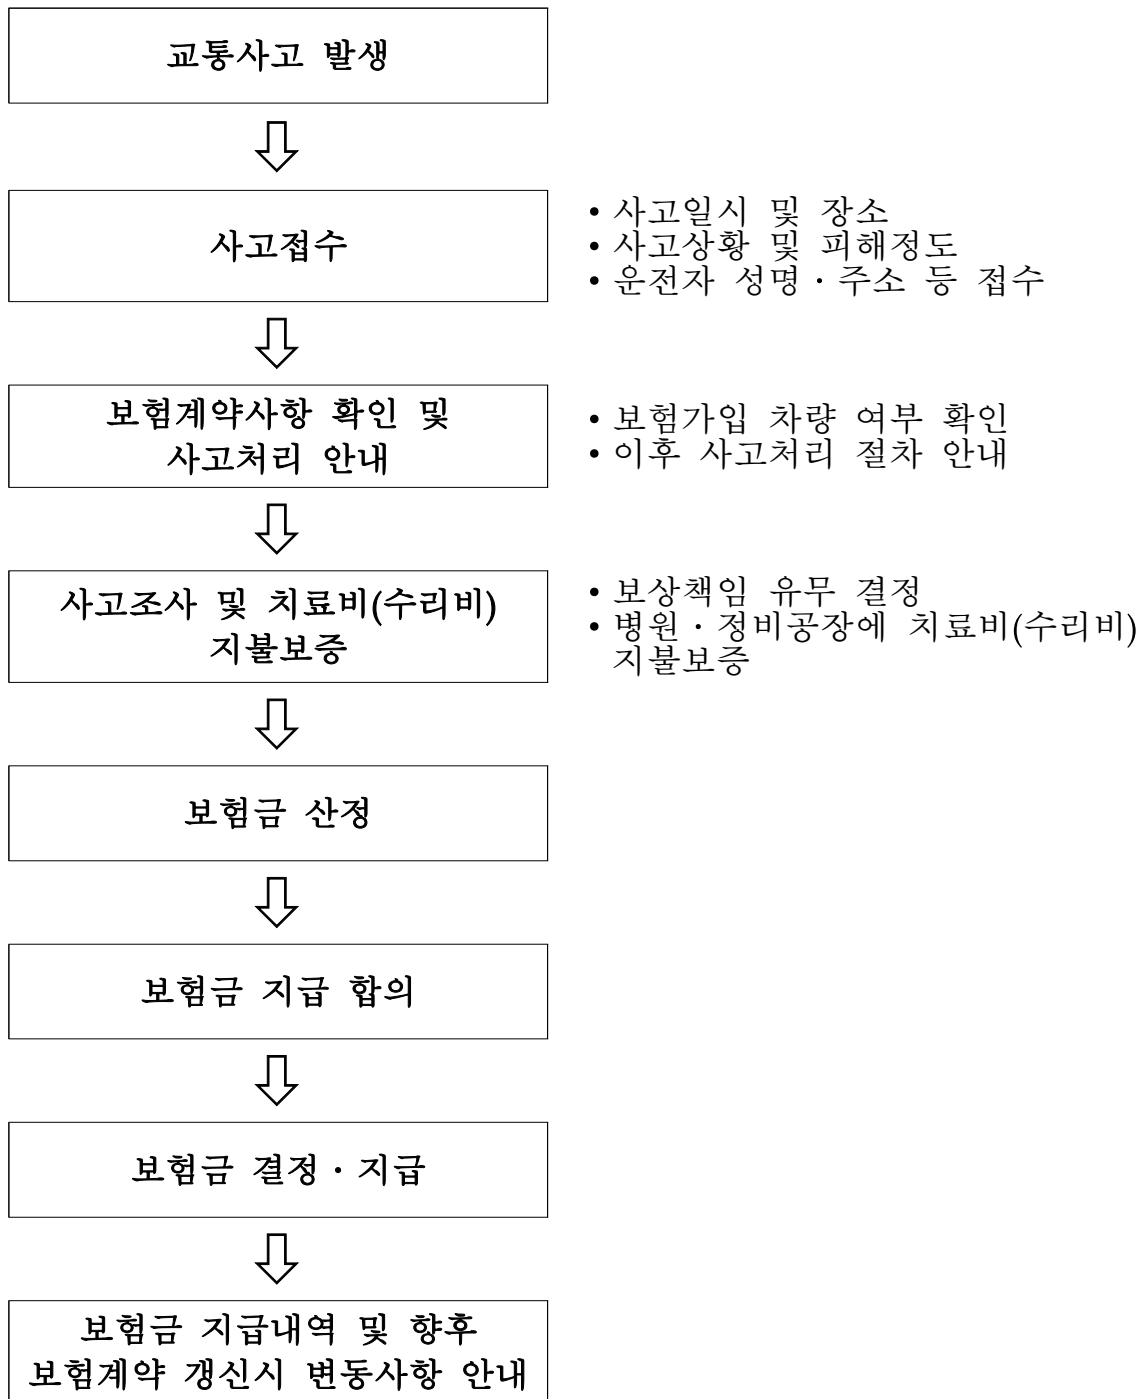 교통사고 발생
사고접수
• 사고일시 및 장소
• 사고상황 및 피해정도
• 운전자 성명·주소 등 접수
보험계약사항 확인 및
사고처리 안내
• 보험가입 차량 여부 확인
• 이후 사고처리 절차 안내
사고조사 및 치료비(수리비)
지불보증
• 보상책임 유무 결정
• 병원·정비공장에 치료비(수리비)
지불보증
보험금 산정
보험금 지급 합의
보험금 결정·지급
보험금 지급내역 및 향후
보험계약 갱신시 변동사항 안내